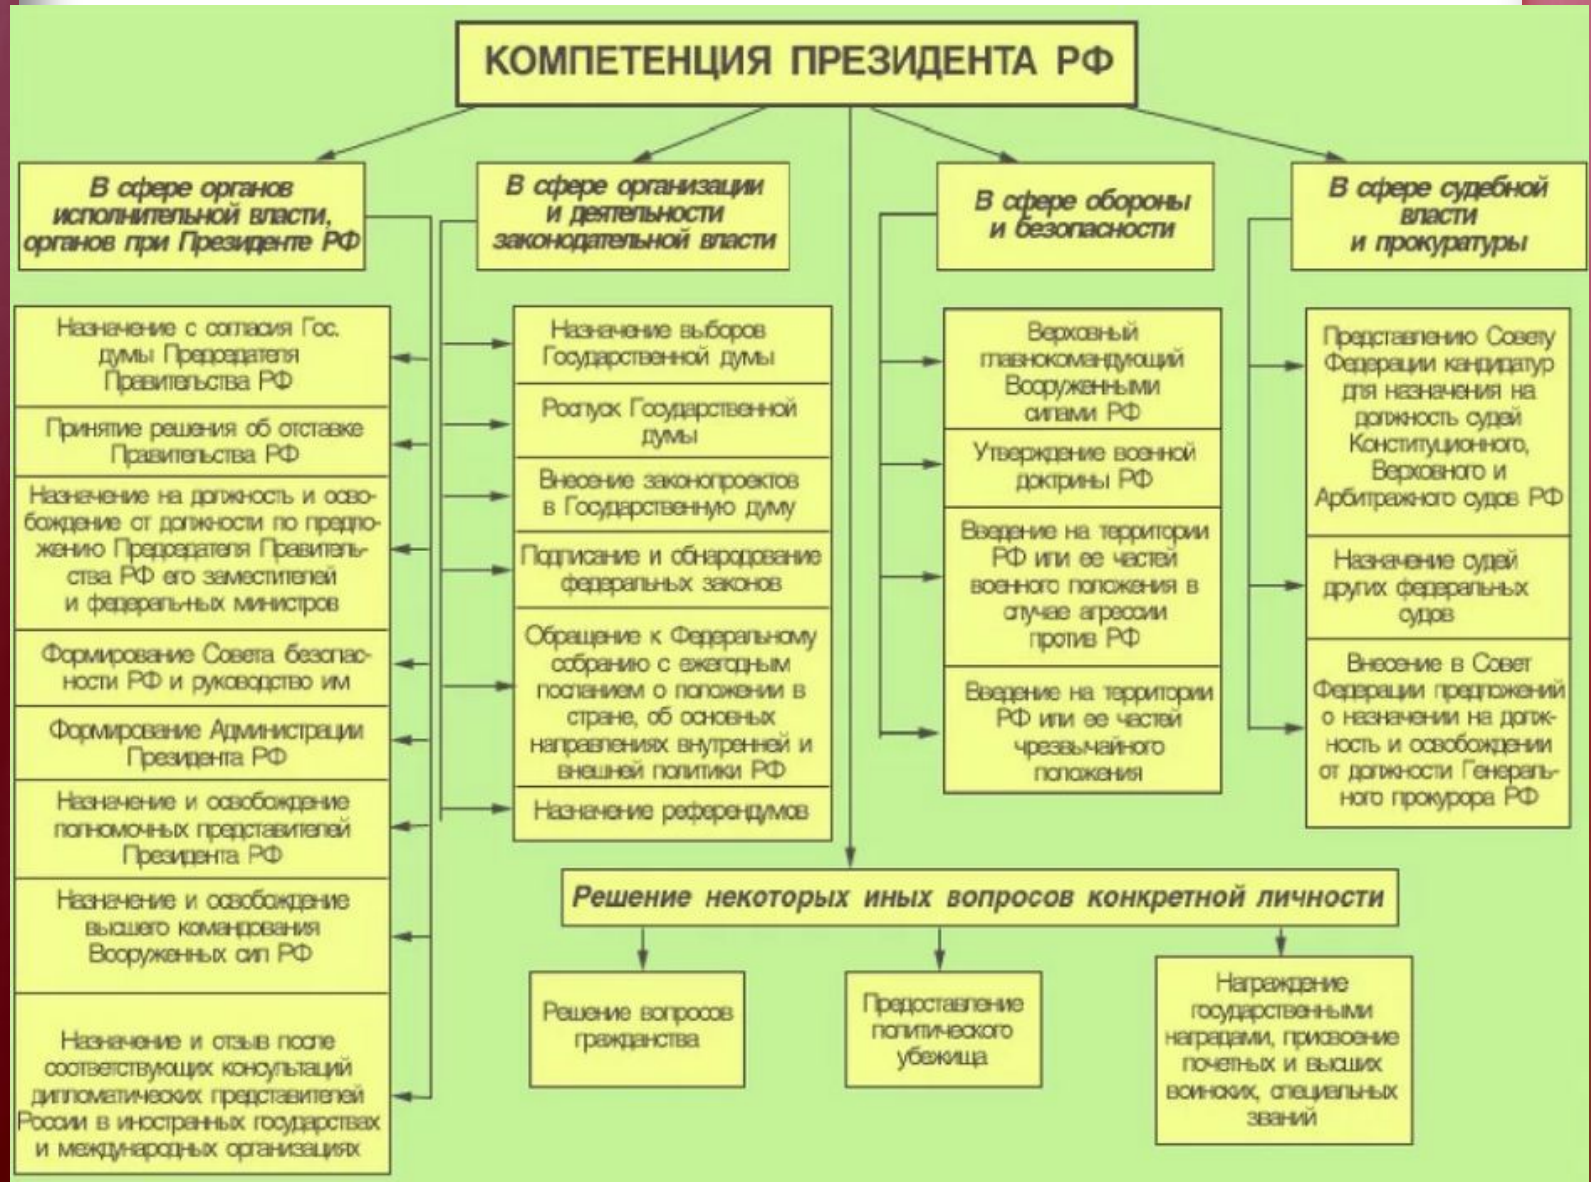 КОМПЕТЕНЦИЯ ПРЕЗИДЕНТА РФ
В сфере органов
исполнительной власти,
органов при Президенте РФ
Назначение с согласия Гос.
думы Председателя
Правительства РФ
Принятие решения об отставке
Правительства РФ
Назначение на должность и осво-
бождение от должности по предло-
жению Председателя Правитель-
ства РФ его заместителей
и федераль-ных министров
Формирование Совета безопас-
ности РФ и руководство им
Формирование Администрации
Президента РФ
Назначение и освобождение
полномочных представителей
Президента РФ
Назначение и освобождение
высшего командования
Вооруженных сил РФ
Назначение и отзыв после
соответствующих консультаций
дипломатических представителей
России в иностранных государствах
и международных организациях
В сфере организации
и деятельности
законодательной власти
Назначение выборов
Государственной думы
Роспуск Государственной
думы
Внесение законопроектов
в Государственную думу
Подписание и обнародование
федеральных законов
Обращение к Федеральному
собранию с ежегодным
посланием о положении в
стране, об основных
направлениях внутренней и
внешней политики РФ
Назначение референдумов
В сфере обороны
и безопасности
Верховный
главнокомандующий
Вооруженными
силами РФ
Утверждение военной
доктрины РФ
Введение на территории
РФ или ее частей
военного положения в
случае агрессии
против РФ
Введение на территории
РФ или ее частей
чрезвычайного
положения
В сфере судебной
власти
и прокуратуры
Представлению Совету
Федерации кандидатур
для назначения на
должность судей
Конституционного,
Верховного и
Арбитражного судов РФ
Назначение судей
других федеральных
судов
Внесение в Совет
Федерации предложений
о назначении на долж-
ность и освобождении
от должности Генераль-
ного прокурора РФ
Решение некоторых иных вопросов конкретной личности
Решение вопросов
гражданства
Предоставление
политического
убежища
Награждение
государственными
наградами, присвоение
почетных и высших
воинских, специальных
званий